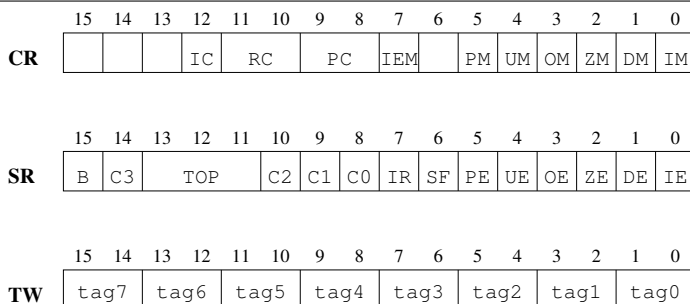 15 14 13 12 11 10 9 8 7 6 5 4 3 2 1 0
CR IC RC PC IEM PM UM OM ZM DM IM
15 14 13 12 11 10 9 8 7 6 5 4 3 2 1 0
SR B C3 TOP C2 C1 C0 IR SF PE UE OE ZE DE IE
15 14 13 12 11 10 9 8 7 6 5 4 3 2 1 0
TW tag7 tag6 tag5 tag4 tag3 tag2 tag1 tag0